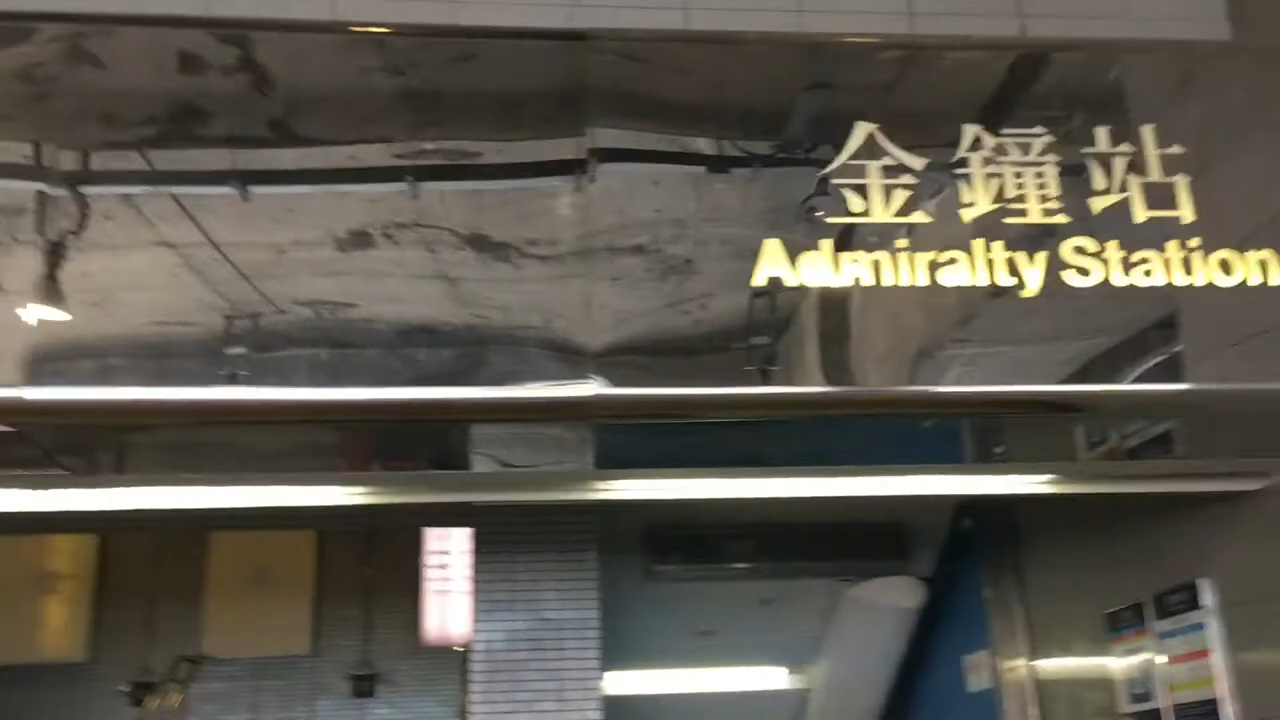 金鐘站
Admiralty Station